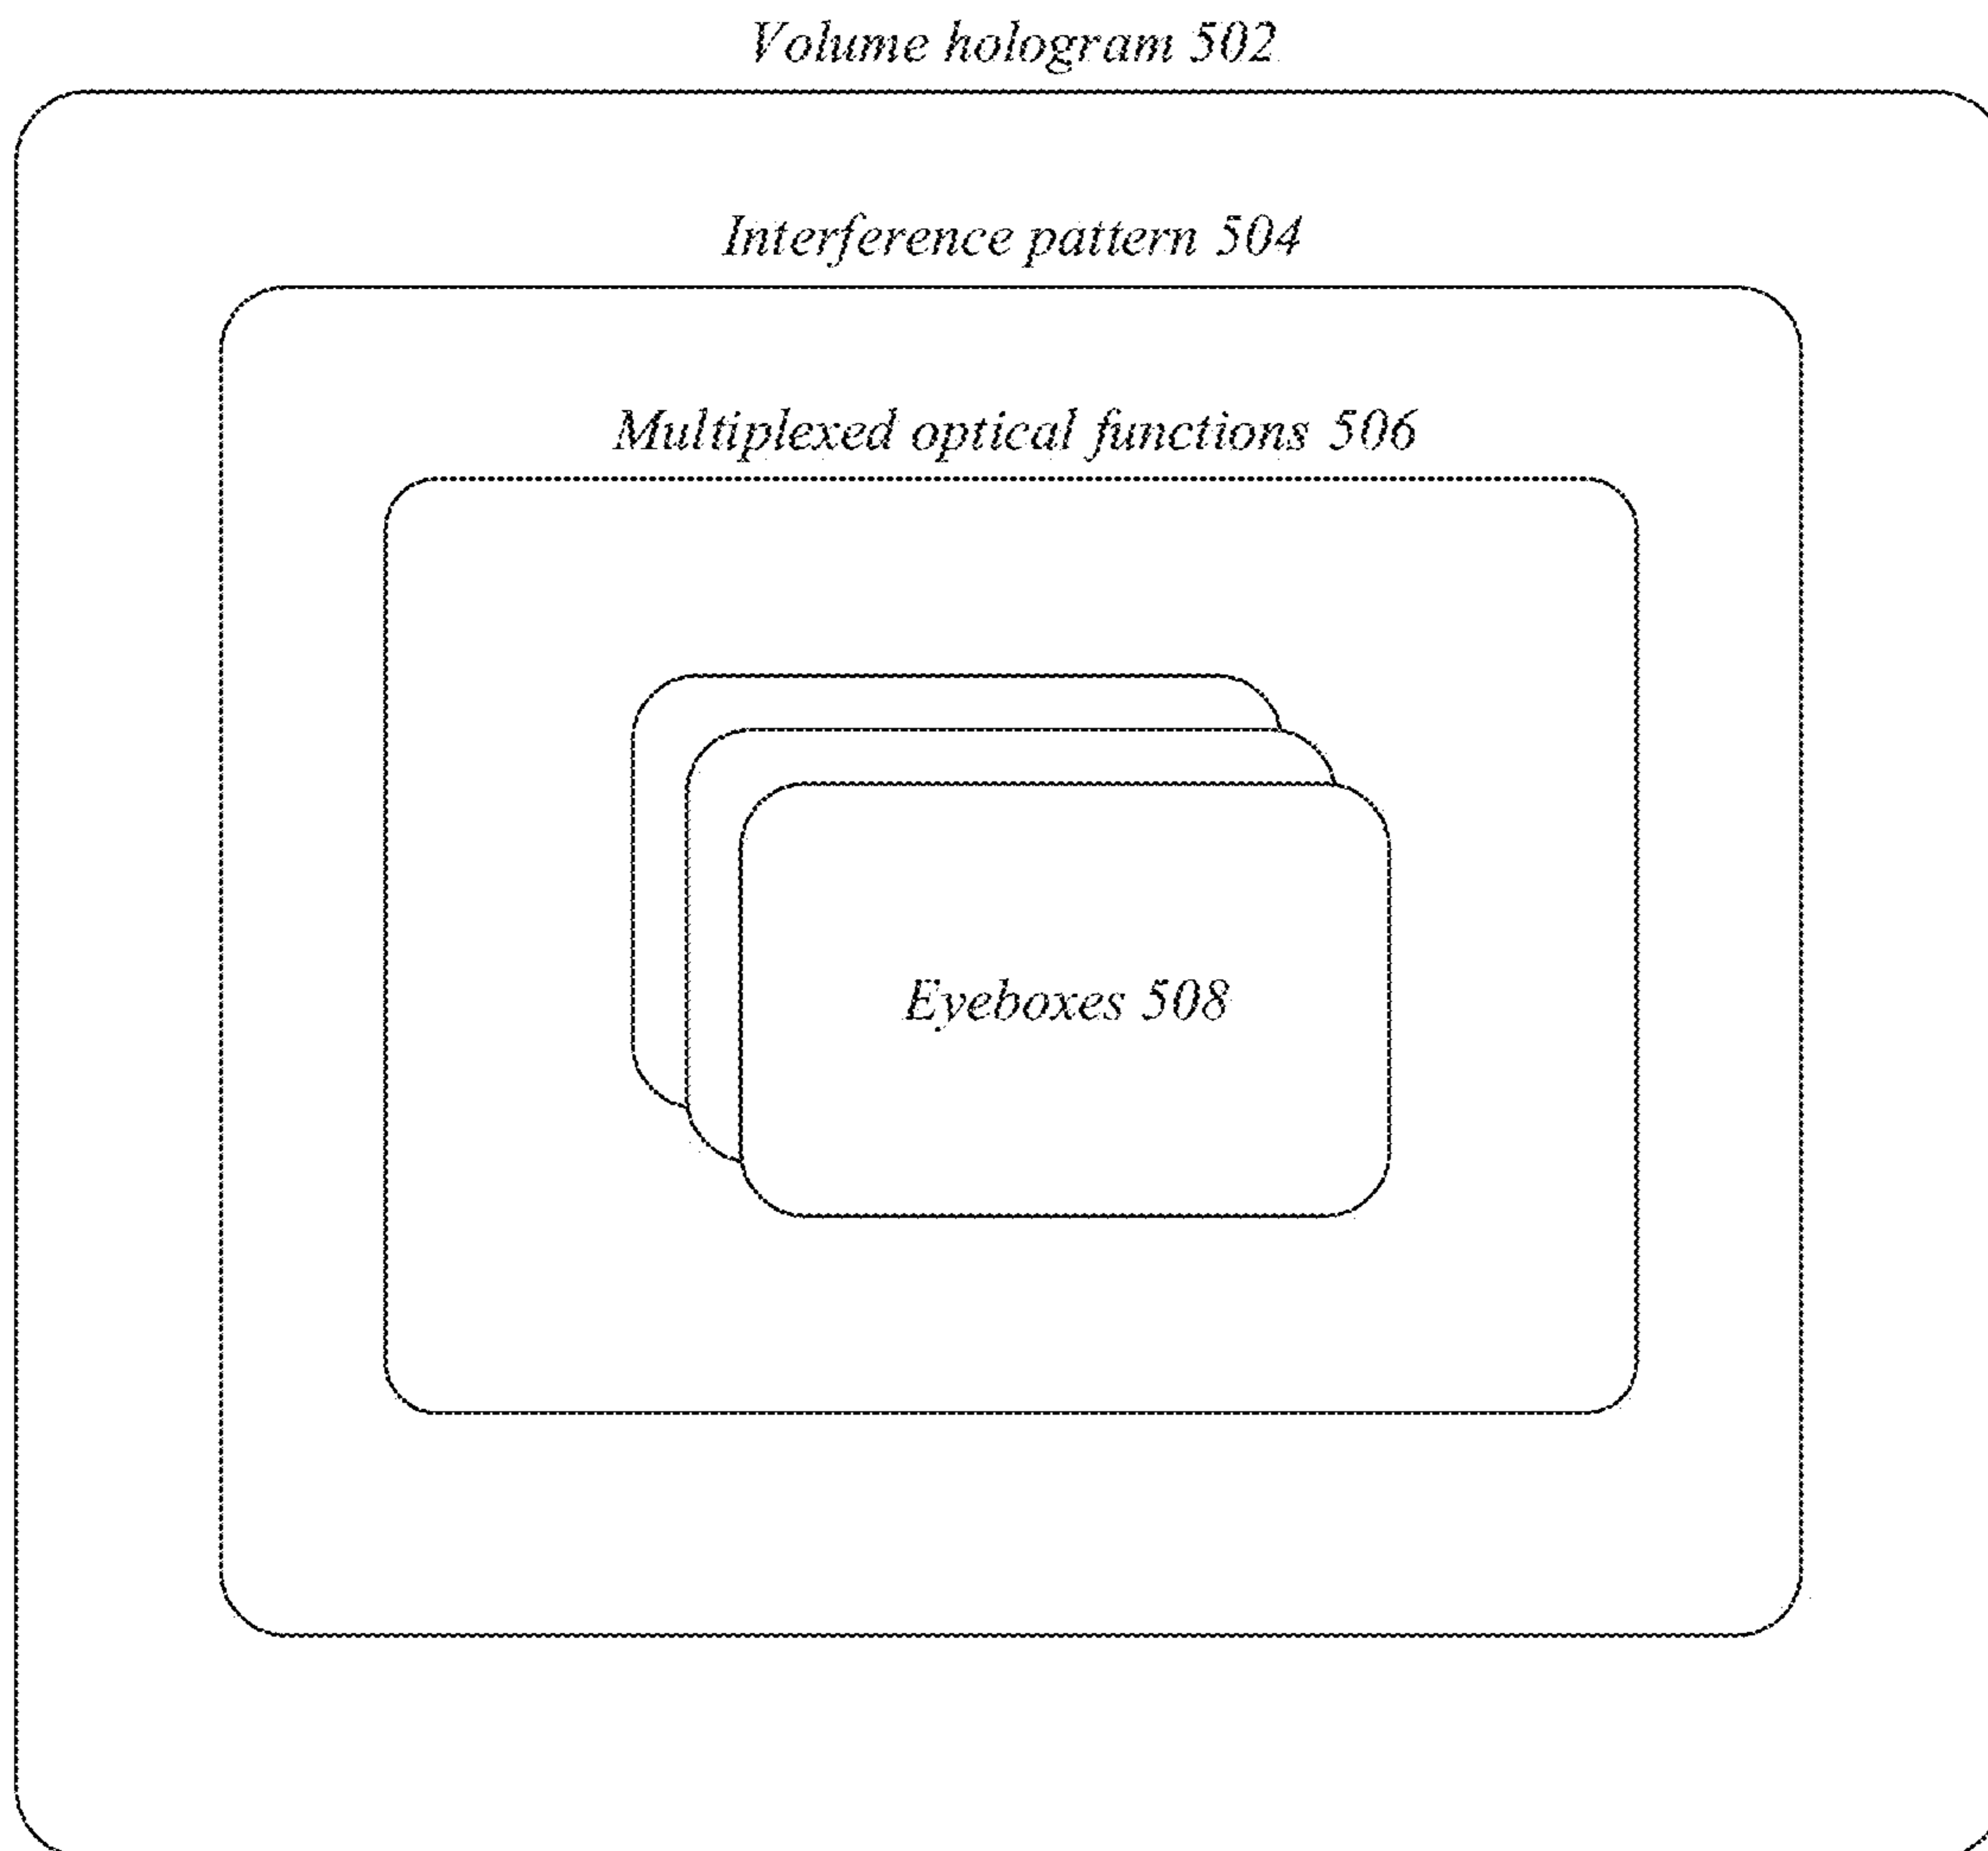 Volume hologram 502
Interference pattern 504
Multiplexed optical functions 506
Eyeboxes 508